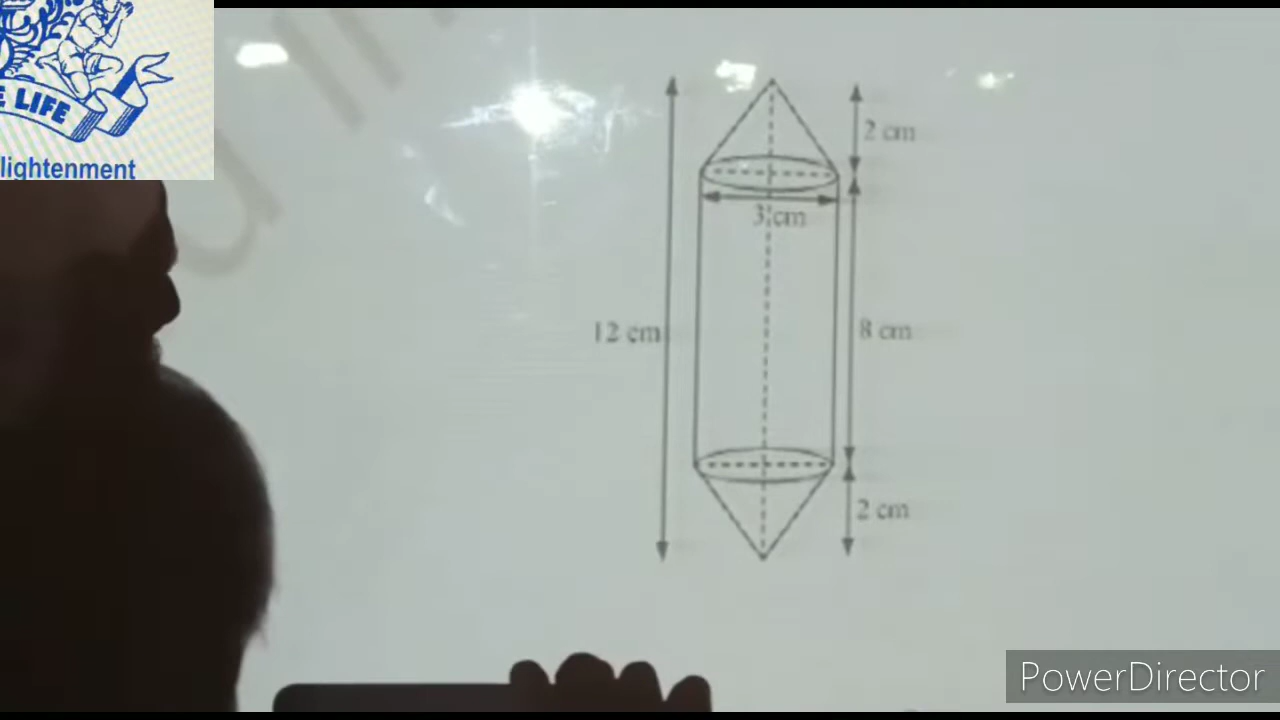 E LIFE
lightenment
2 cm
3 cm
12 cm
8 cm
2 cm
PowerDirector